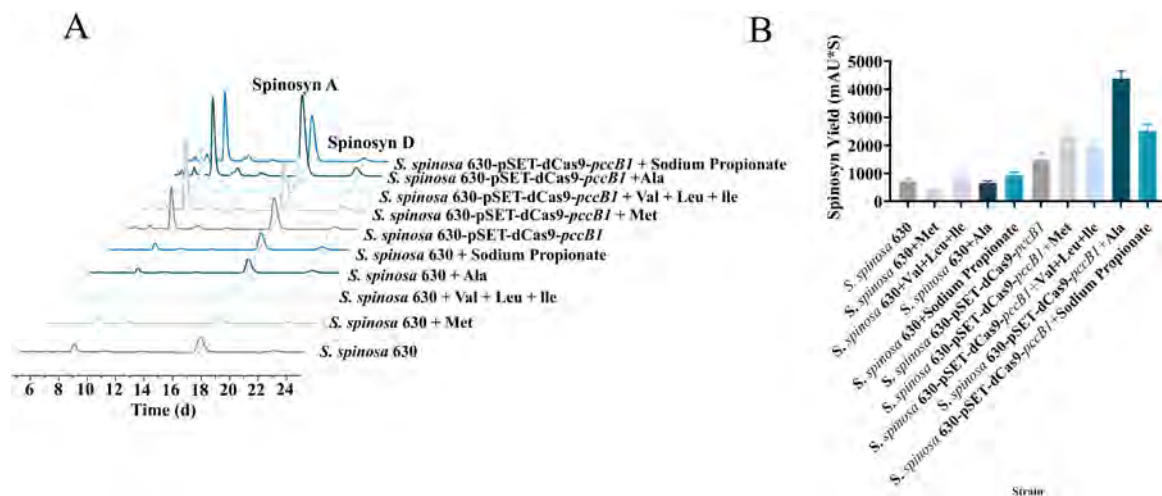 A
Spinosyn A
Spinosyn D
S. spinosa 630-pSET-dCas9-pccB1 + Sodium Propionate
S. spinosa 630-pSET-dCas9-pccB1 +Ala
S. spinosa 630-pSET-dCas9-pccB1 + Val + Leu + Ile
S. spinosa 630-pSET-dCas9-pccB1 + Met
S. spinosa 630-pSET-dCas9-pccB1
S. spinosa 630 + Sodium Propionate
S. spinosa 630 + Ala
S. spinosa 630 + Val + Leu + Ile
S. spinosa 630 + Met
S. spinosa 630
6 8 10 12 14 16 18 20 22 24
Time (d)
B
Spinosyn Yield (mAU*S)
5000
4000
3000
2000
1000
0
S. spinosa 630
S. spinosa 630+Met
S. spinosa 630+Val+Leu+Ile
S. spinosa 630+Ala
S. spinosa 630+Sodium Propionate
S. spinosa 630-pSET-dCas9-pccB1
S. spinosa 630-pSET-dCas9-pccB1+Met
S. spinosa 630-pSET-dCas9-pccB1+Val+Leu+Ile
S. spinosa 630-pSET-dCas9-pccB1+Ala
S. spinosa 630-pSET-dCas9-pccB1+Sodium Propionate
Strain